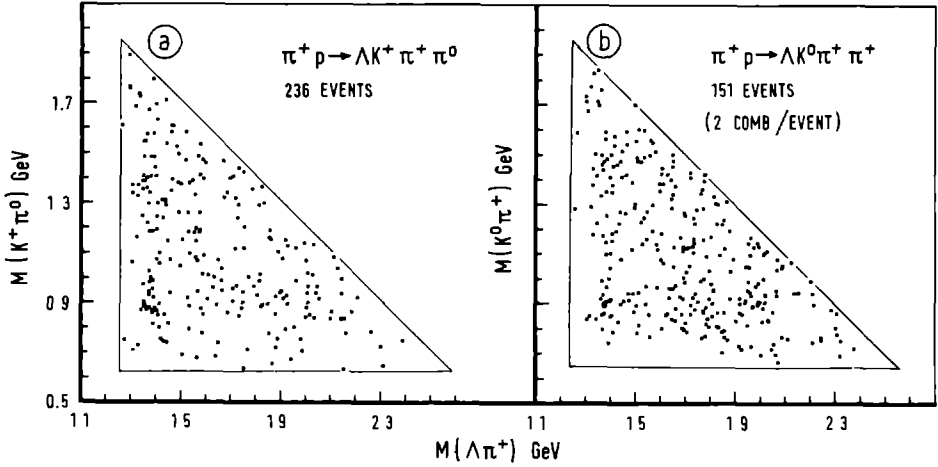 a
π⁺ p → ΛK⁺ π⁺ π⁰
236 EVENTS
b
π⁺ p → ΛK⁰π⁺ π⁺
151 EVENTS
(2 COMB/EVENT)
M(K⁺π⁰) GeV
1.7
1.3
0.9
0.5
M(K⁰π⁺) GeV
1.1 1.5 1.9 2.3
1.1 1.5 1.9 2.3
M(Λπ⁺) GeV